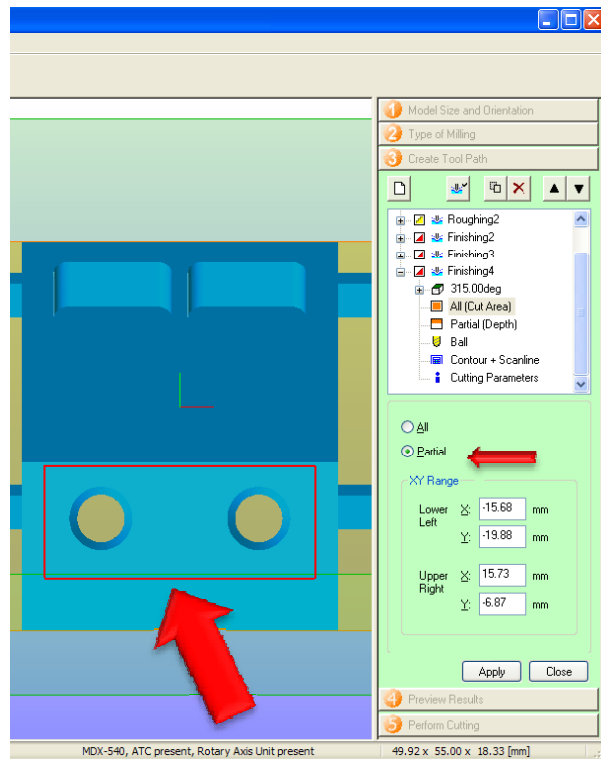 1 Model Size and Orientation
2 Type of Milling
3 Create Tool Path
Roughing2
Finishing2
Finishing3
Finishing4
315.00deg
All (Cut Area)
Partial (Depth)
Ball
Contour + Scanline
Cutting Parameters
All
Partial
XY Range
Lower Left X: -15.68 mm
Y: -19.88 mm
Upper Right X: 15.73 mm
Y: -6.87 mm
Apply Close
4 Preview Results
5 Perform Cutting
MDX-540, ATC present, Rotary Axis Unit present 49.92 x 55.00 x 18.33 [mm]